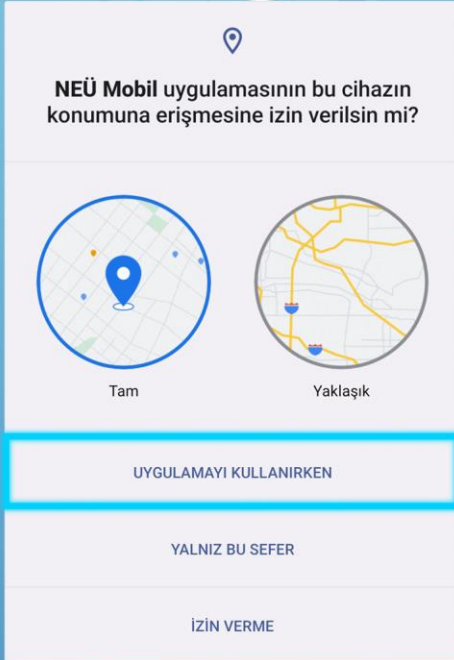 NEÜ Mobil uygulamasının bu cihazın
konumuna erişmesine izin verilsin mi?
Tam
Yaklaşık
UYGULAMAYI KULLANIRKEN
YALNIZ BU SEFER
İZİN VERME